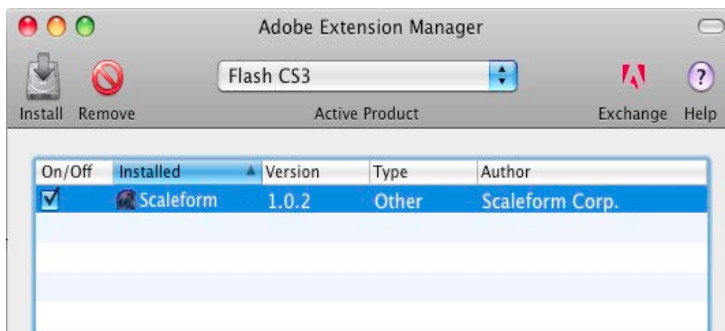 Adobe Extension Manager
Flash CS3
Install Remove Active Product Exchange Help
On/Off Installed Version Type Author
Scaleform 1.0.2 Other Scaleform Corp.